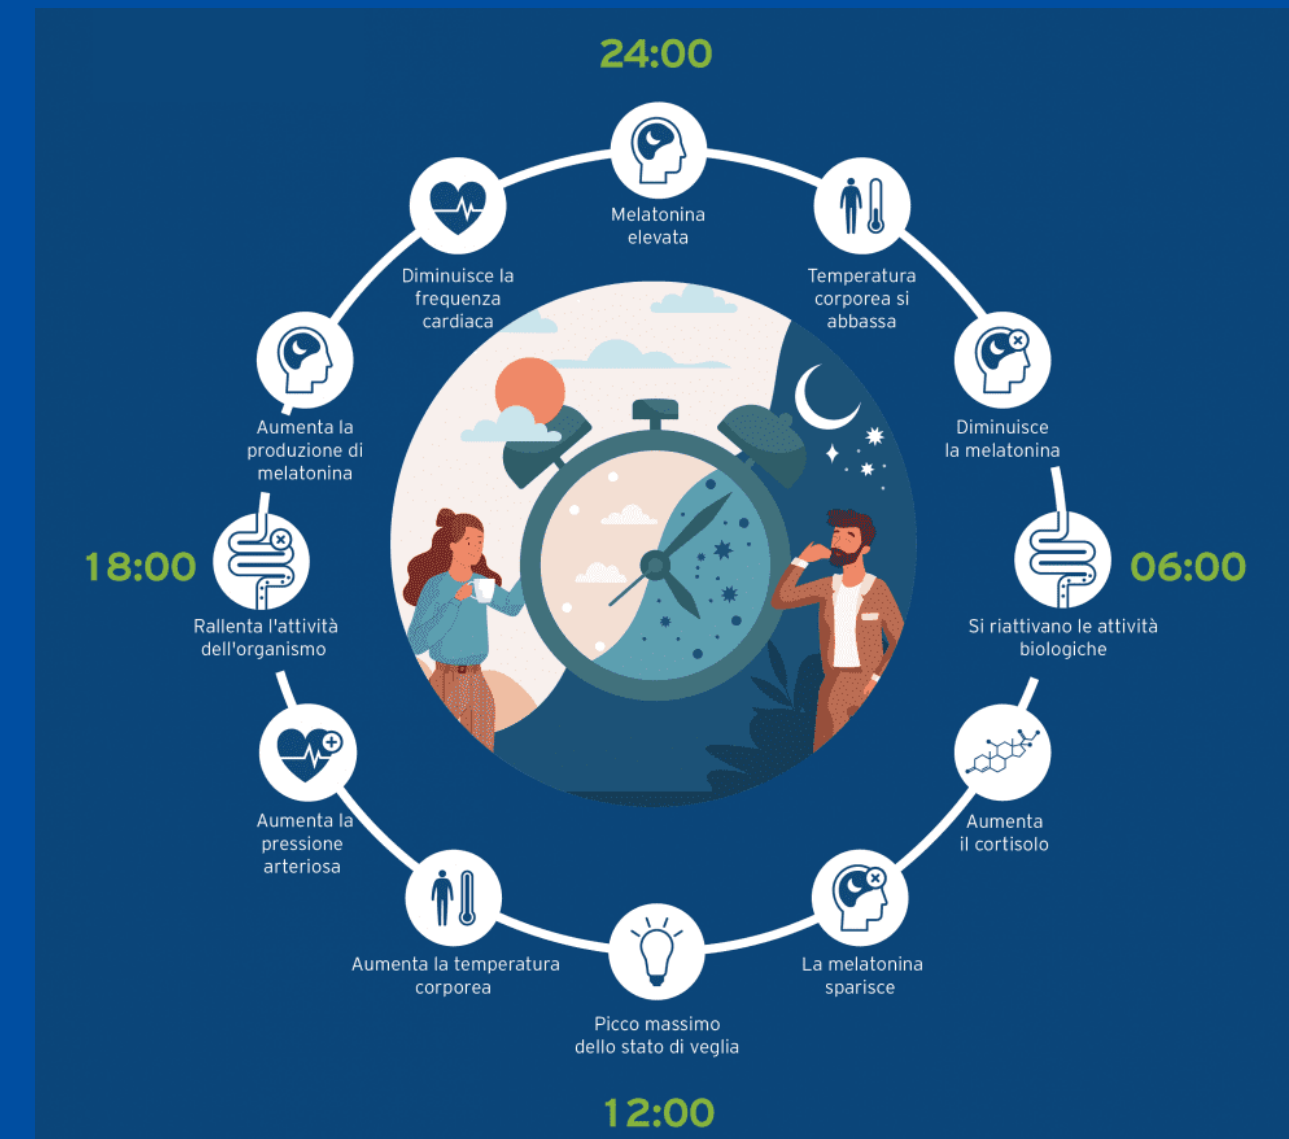 24:00
Melatonina
elevata
Temperatura
corporea si
abbassa
Diminuisce
la melatonina
06:00
Si riattivano le attività
biologiche
Aumenta
il cortisolo
La melatonina
sparisce
Picco massimo
dello stato di veglia
12:00
Aumenta la temperatura
corporea
Aumenta la
pressione
arteriosa
18:00
Rallenta l'attività
dell'organismo
Aumenta la
produzione di
melatonina
Diminuisce la
frequenza
cardiaca